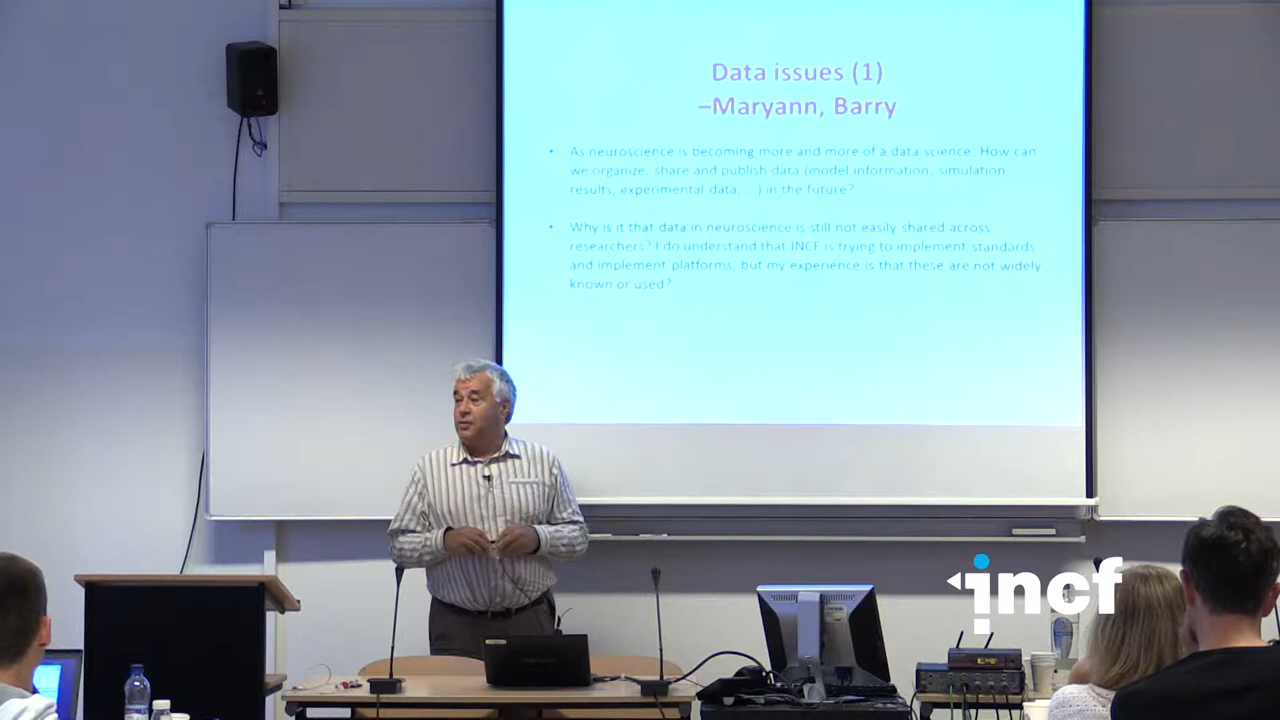 Data issues (1)
–Maryann, Barry
• As neuroscience is becoming more and more of a data science: How can
we organize, share and publish data (model information, simulation
results, experimental data, ...) in the future?
• Why is it that data in neuroscience is still not easily shared across
researchers? I do understand that INCF is trying to implement standards
and implement platforms, but my experience is that these are not widely
known or used?
incf